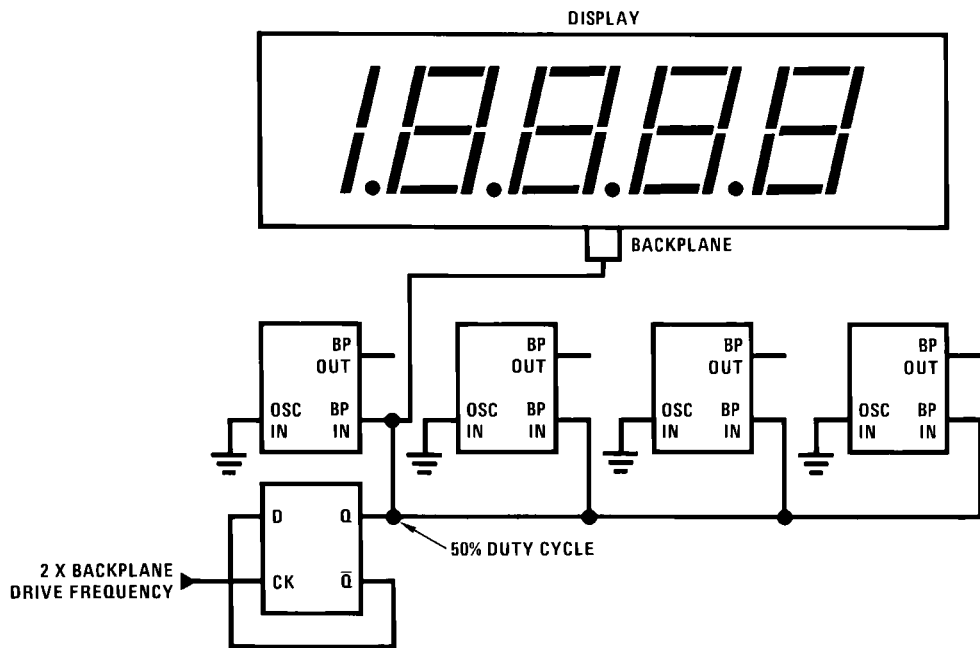 DISPLAY
1.8.8.8.8
BACKPLANE
BP
OUT
OSC
IN
BP
IN
BP
OUT
OSC
IN
BP
IN
BP
OUT
OSC
IN
BP
IN
BP
OUT
OSC
IN
BP
IN
D
Q
CK
Q̅
50% DUTY CYCLE
2 X BACKPLANE
DRIVE FREQUENCY